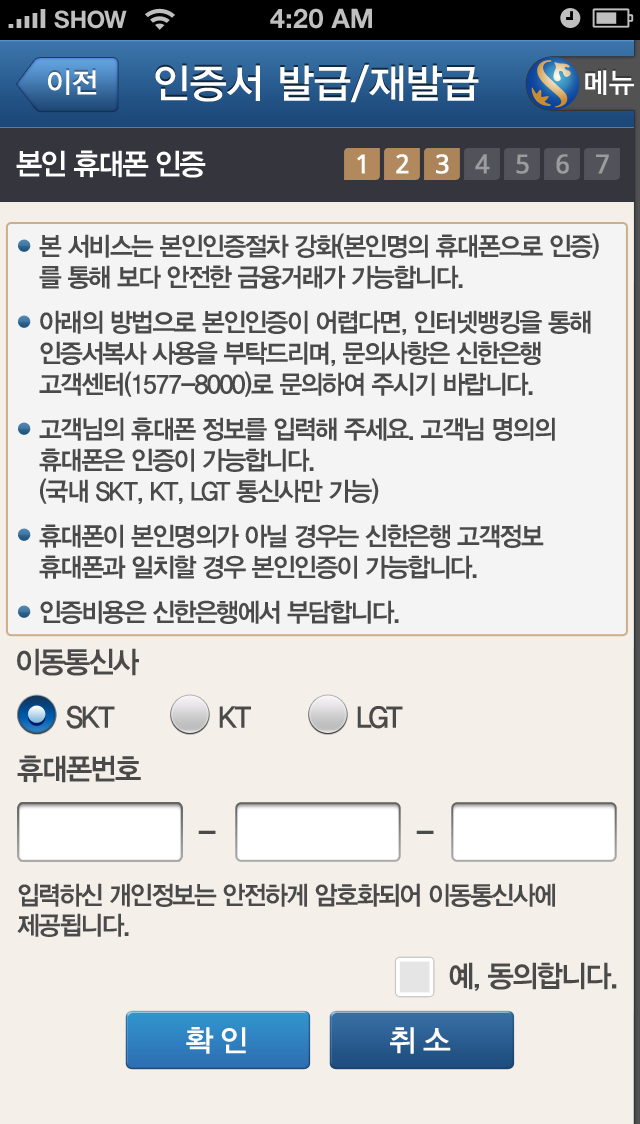 SHOW 4:20 AM
이전 인증서 발급/재발급 메뉴
본인 휴대폰 인증 1 2 3 4 5 6 7
• 본 서비스는 본인인증절차 강화(본인명의 휴대폰으로 인증)
를 통해 보다 안전한 금융거래가 가능합니다.
• 아래의 방법으로 본인인증이 어렵다면, 인터넷뱅킹을 통해
인증서복사 사용을 부탁드리며, 문의사항은 신한은행
고객센터(1577-8000)로 문의하여 주시기 바랍니다.
• 고객님의 휴대폰 정보를 입력해 주세요. 고객님 명의의
휴대폰은 인증이 가능합니다.
(국내 SKT, KT, LGT 통신사만 가능)
• 휴대폰이 본인명의가 아닐 경우는 신한은행 고객정보
휴대폰과 일치할 경우 본인인증이 가능합니다.
• 인증비용은 신한은행에서 부담합니다.
이동통신사
SKT KT LGT
휴대폰번호
– –
입력하신 개인정보는 안전하게 암호화되어 이동통신사에
제공됩니다.
예, 동의합니다.
확인 취소